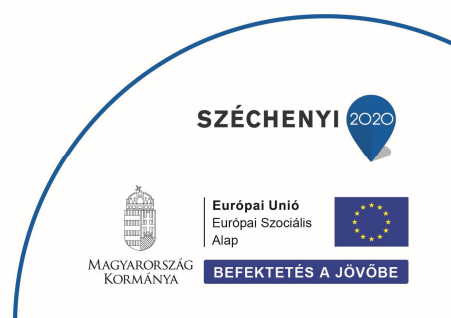 SZÉCHENYI 2020
Európai Unió
Európai Szociális
Alap
MAGYARORSZÁG
KORMÁNYA
BEFEKTETÉS A JÖVŐBE